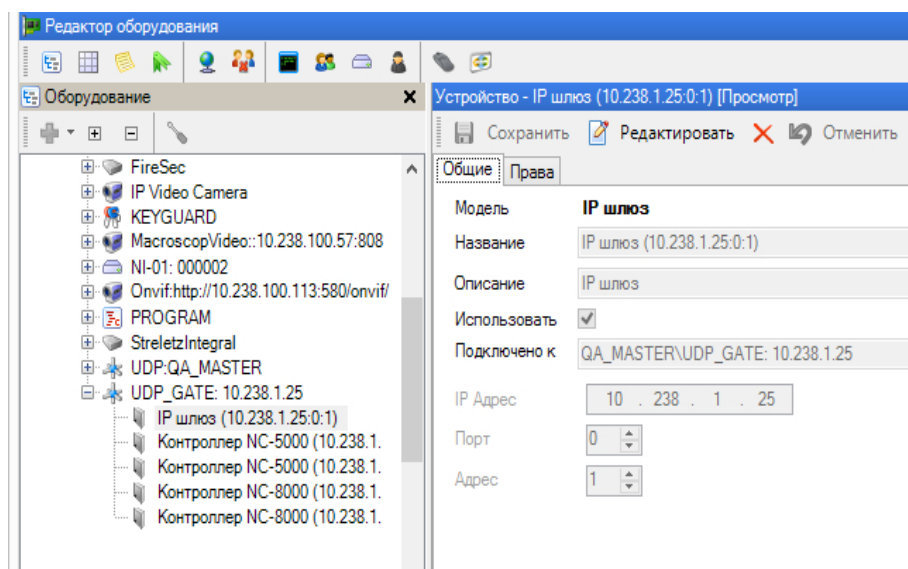 Редактор оборудования
Оборудование
FireSec
IP Video Camera
KEYGUARD
MacroscopVideo::10.238.100.57:808
NI-01: 000002
Onvif:http://10.238.100.113:580/onvif/
PROGRAM
StreletzIntegral
UDP:QA_MASTER
UDP_GATE: 10.238.1.25
IP шлюз (10.238.1.25:0:1)
Контроллер NC-5000 (10.238.1.
Контроллер NC-5000 (10.238.1.
Контроллер NC-8000 (10.238.1.
Контроллер NC-8000 (10.238.1.
Устройство - IP шлюз (10.238.1.25:0:1) [Просмотр]
Сохранить Редактировать Отменить
Общие Права
Модель IP шлюз
Название IP шлюз (10.238.1.25:0:1)
Описание IP шлюз
Использовать
Подключено к QA_MASTER\UDP_GATE: 10.238.1.25
IP Адрес 10 . 238 . 1 . 25
Порт 0
Адрес 1